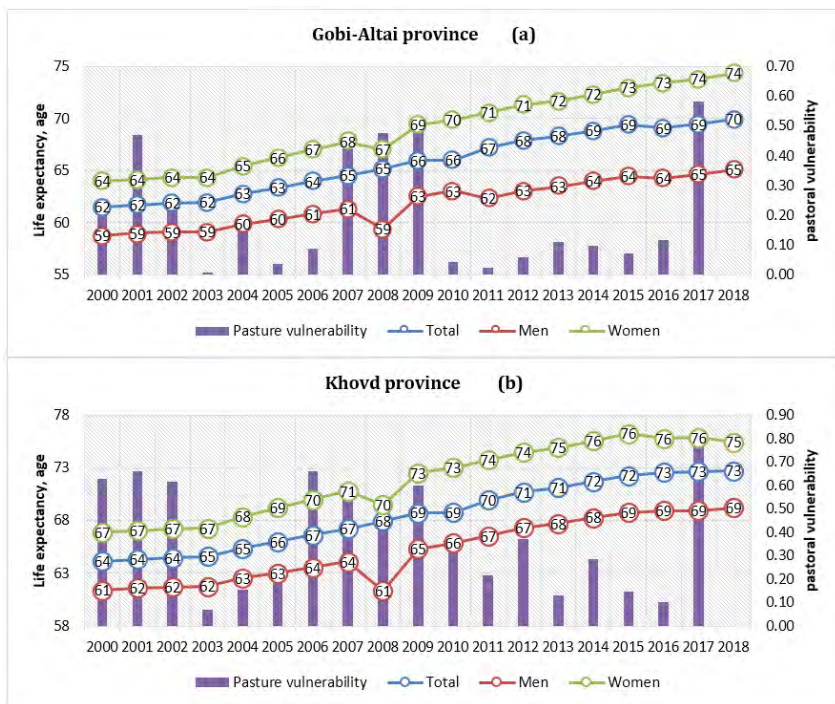 Gobi-Altai province (a)
Life expectancy, age
75
70
65
60
55
64 64 64 64 65 66 67 68 67 69 70 71 71 72 72 73 73 74 74
62 62 62 62 63 63 64 65 65 66 66 67 68 68 69 69 69 69 70
59 59 59 59 60 60 61 61 59 63 63 62 63 63 64 64 64 65 65
0.70
0.60
0.50
0.40
0.30
0.20
0.10
0.00
pastoral vulnerability
2000 2001 2002 2003 2004 2005 2006 2007 2008 2009 2010 2011 2012 2013 2014 2015 2016 2017 2018
Pasture vulnerability Total Men Women
Khovd province (b)
Life expectancy, age
78
73
68
63
58
67 67 67 67 68 69 70 71 70 73 73 74 74 75 76 76 76 76 75
64 64 64 65 65 66 67 67 68 69 69 70 71 71 72 72 73 73 73
61 62 62 62 63 63 64 64 61 65 66 67 67 68 68 69 69 69 69
0.90
0.80
0.70
0.60
0.50
0.40
0.30
0.20
0.10
0.00
pastoral vulnerability
2000 2001 2002 2003 2004 2005 2006 2007 2008 2009 2010 2011 2012 2013 2014 2015 2016 2017 2018
Pasture vulnerability Total Men Women